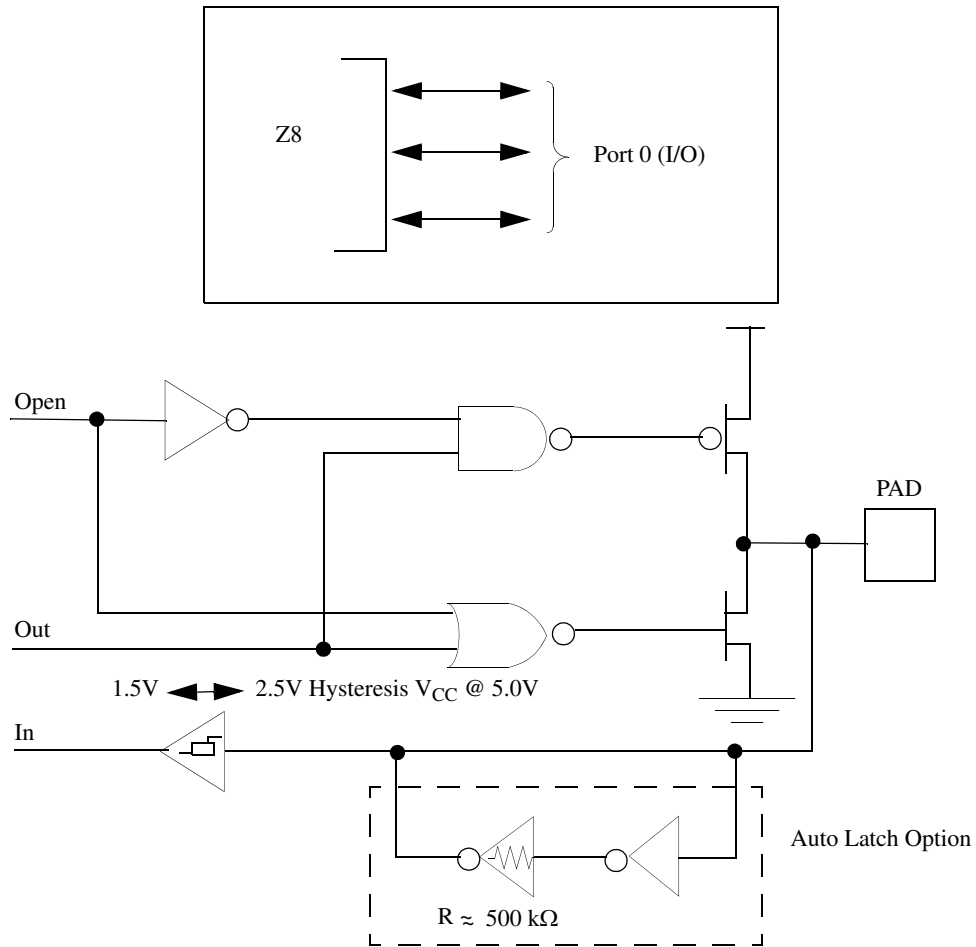 Z8
Port 0 (I/O)
Open
PAD
Out
1.5V 2.5V Hysteresis VCC @ 5.0V
In
Auto Latch Option
R ≈ 500 kΩ